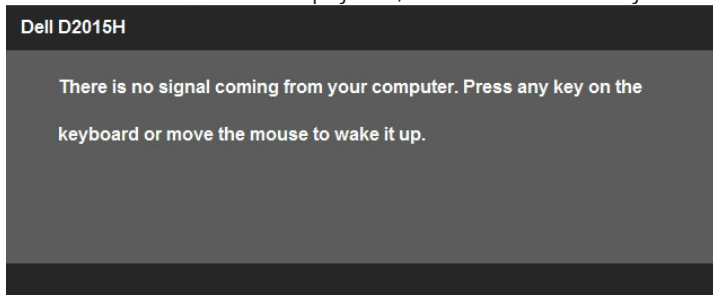 Dell D2015H
There is no signal coming from your computer. Press any key on the
keyboard or move the mouse to wake it up.